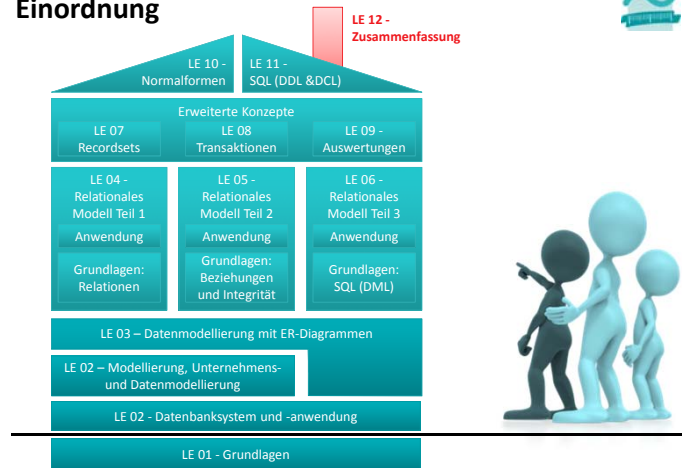 Einordnung
LE 12 -
Zusammenfassung
LE 10 -
Normalformen
LE 11 -
SQL (DDL &DCL)
Erweiterte Konzepte
LE 07
Recordsets
LE 08
Transaktionen
LE 09 -
Auswertungen
LE 04 -
Relationales
Modell Teil 1
Anwendung
Grundlagen:
Relationen
LE 05 -
Relationales
Modell Teil 2
Anwendung
Grundlagen:
Beziehungen
und Integrität
LE 06 -
Relationales
Modell Teil 3
Anwendung
Grundlagen:
SQL (DML)
LE 03 – Datenmodellierung mit ER-Diagrammen
LE 02 – Modellierung, Unternehmens-
und Datenmodellierung
LE 02 - Datenbanksystem und -anwendung
LE 01 - Grundlagen